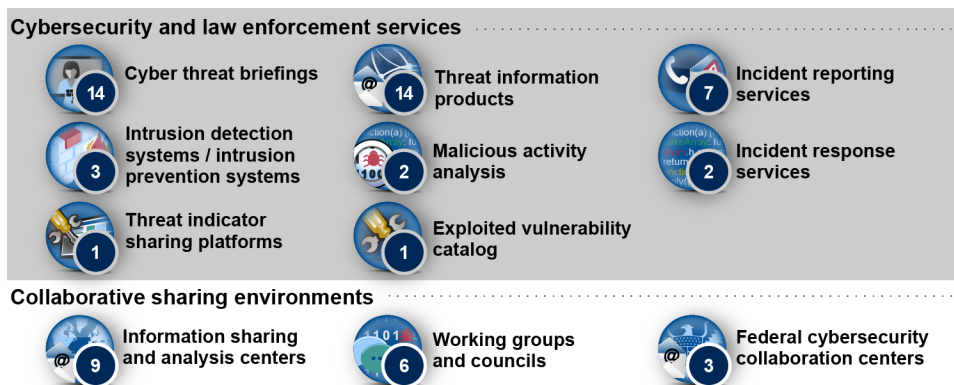 Cybersecurity and law enforcement services
14
Cyber threat briefings
@
14
Threat information
products
7
Incident reporting
services
3
Intrusion detection
systems / intrusion
prevention systems
2
Malicious activity
analysis
2
Incident response
services
1
Threat indicator
sharing platforms
1
Exploited vulnerability
catalog
Collaborative sharing environments
@
9
Information sharing
and analysis centers
1101
6
Working groups
and councils
@
3
Federal cybersecurity
collaboration centers